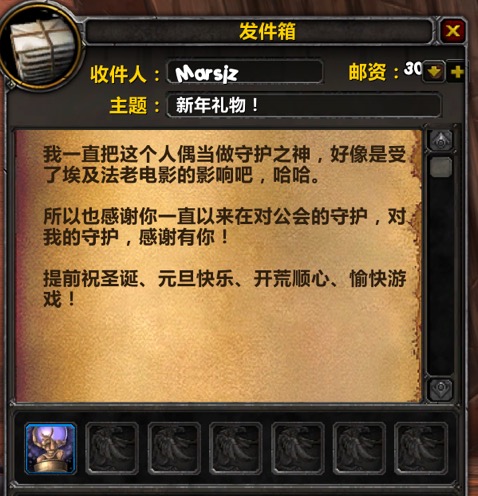 发件箱
收件人： Marsjz 邮资：30
主题： 新年礼物！
我一直把这个人偶当做守护之神，好像是受
了埃及法老电影的影响吧，哈哈。
所以也感谢你一直以来在对公会的守护，对
我的守护，感谢有你！
提前祝圣诞、元旦快乐、开荒顺心、愉快游
戏！